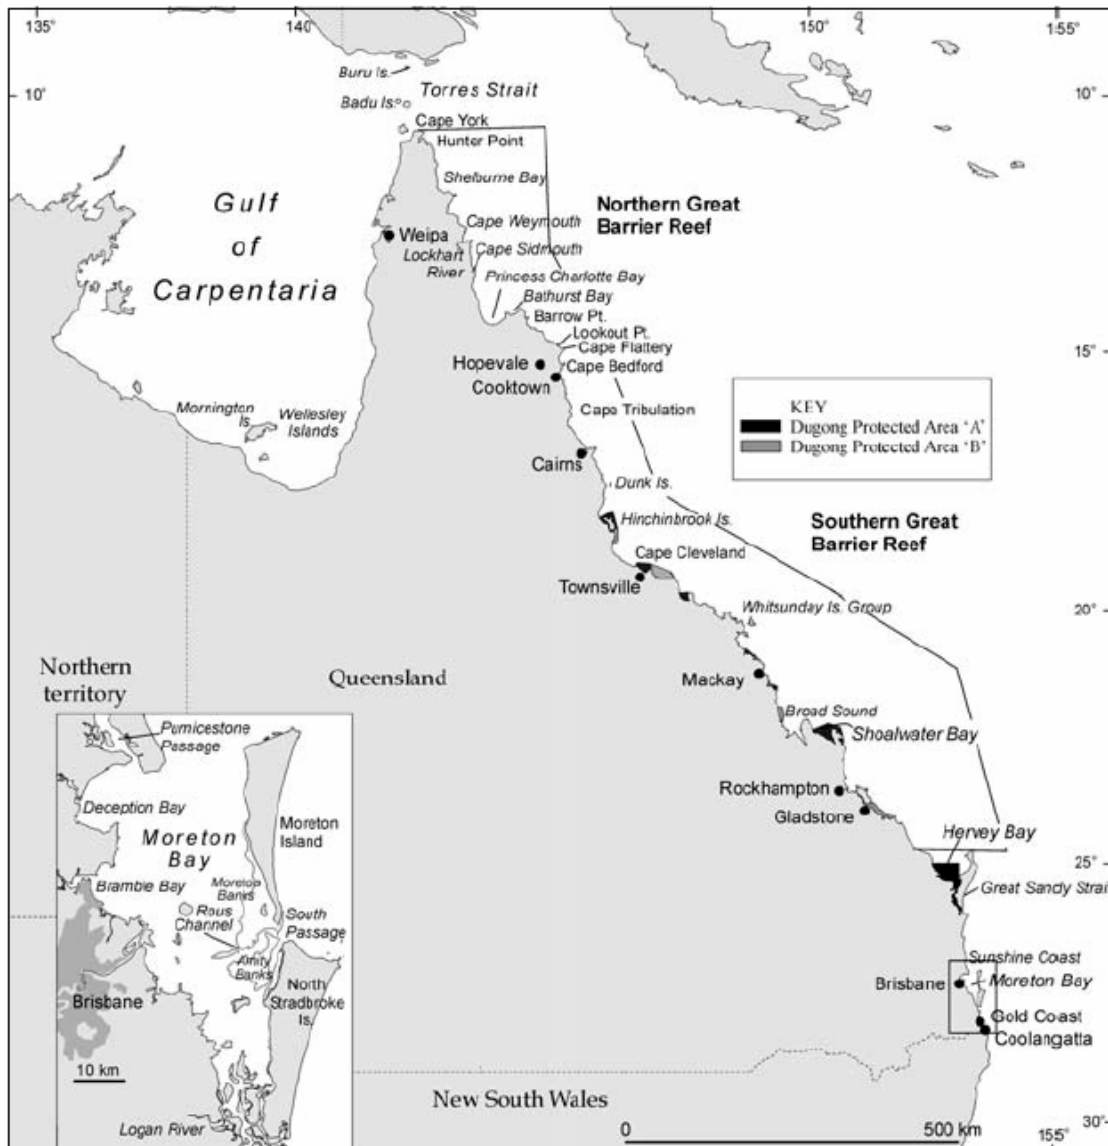 135°
140°
150°
1:55°
10°
10°
Buru Is.
Badu Is.
Torres Strait
Cape York
Hunter Point
Shelburne Bay
Gulf
of
Carpentaria
Northern Great
Barrier Reef
Cape Weymouth
Weipa
Lockhart
River
Cape Sidmouth
Princess Charlotte Bay
Bathurst Bay
Barrow Pt.
Lookout Pt.
Cape Flattery
15°
Hopevale
Cape Bedford
Cooktown
Mornington
Is.
Wellesley
Islands
Cape Tribulation
KEY
Dugong Protected Area 'A'
Dugong Protected Area 'B'
Cairns
Dunk Is.
Hinchinbrook Is.
Southern Great
Barrier Reef
Cape Cleveland
Townsville
Whitsunday Is. Group
20°
Northern
territory
Queensland
Mackay
Broad Sound
Shoalwater Bay
Rockhampton
Gladstone
Hervey Bay
25°
Great Sandy Strait
Sunshine Coast
Brisbane
Moreton Bay
Gold Coast
Coolangatta
New South Wales
0
500 km
30°
155°
Pumicestone
Passage
Deception Bay
Moreton
Bay
Moreton
Island
Bramble Bay
Moreton
Banks
Rous
Channel
South
Passage
Amity
Banks
Brisbane
North
Stradbroke
Is.
10 km
Logan River